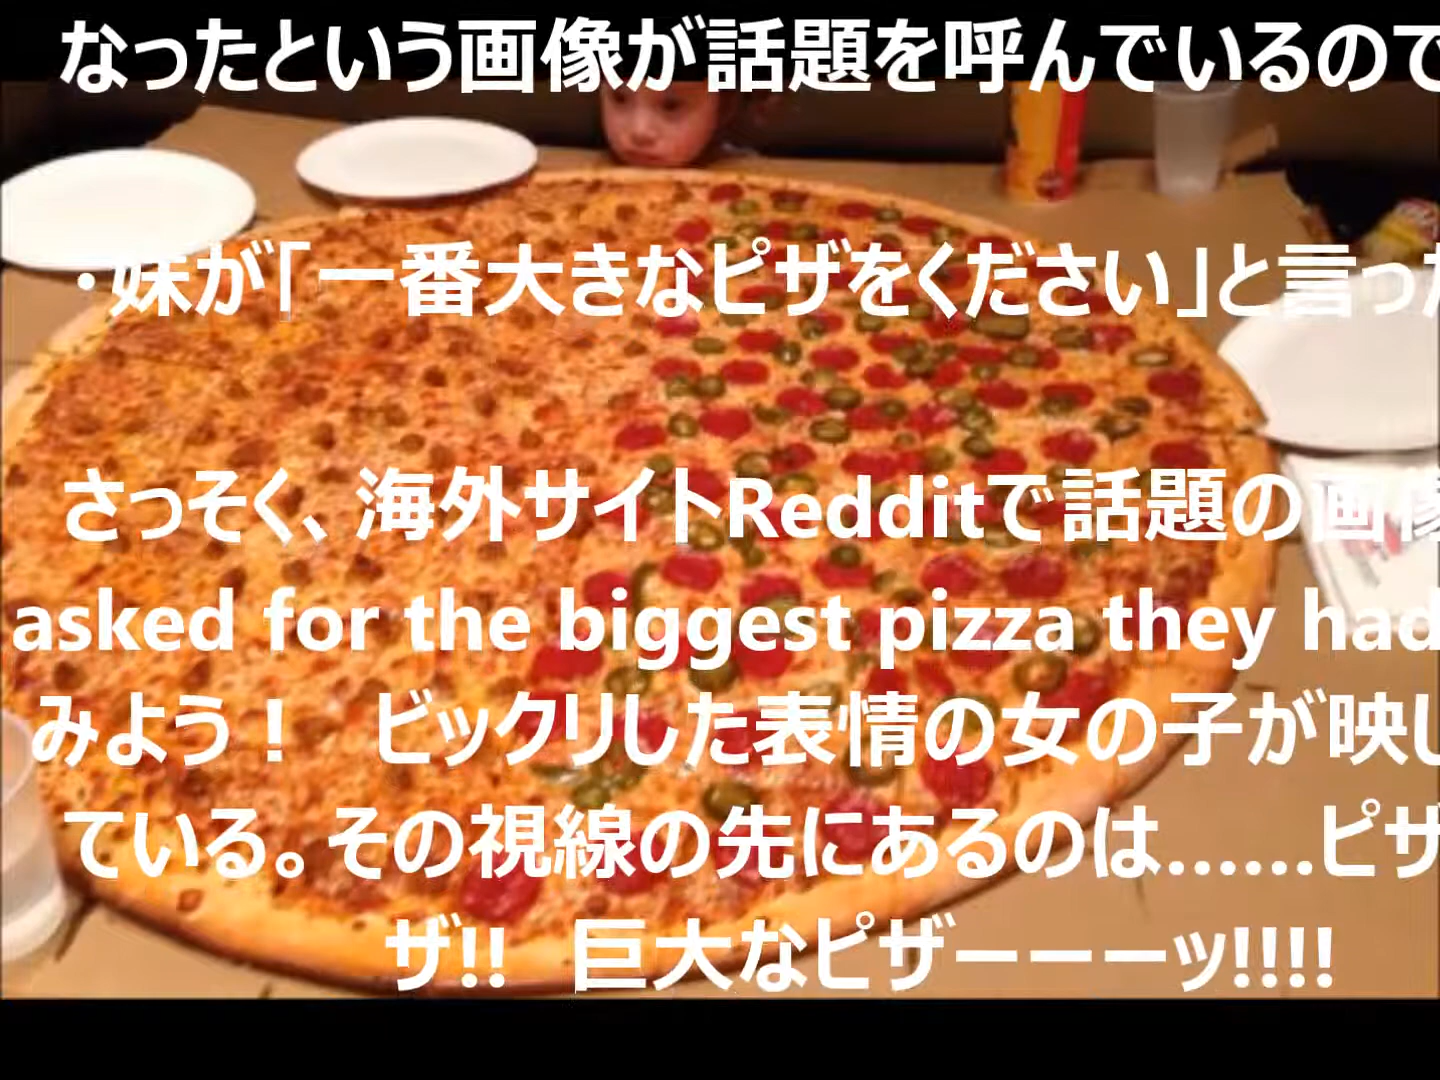 なったという画像が話題を呼んでいるので
・妹が「一番大きなピザをください」と言った
さっそく、海外サイトRedditで話題の画像
asked for the biggest pizza they had
みよう！　ビックリした表情の女の子が映し
ている。その視線の先にあるのは……ピザ
ザ!!　巨大なピザーーーッ!!!!